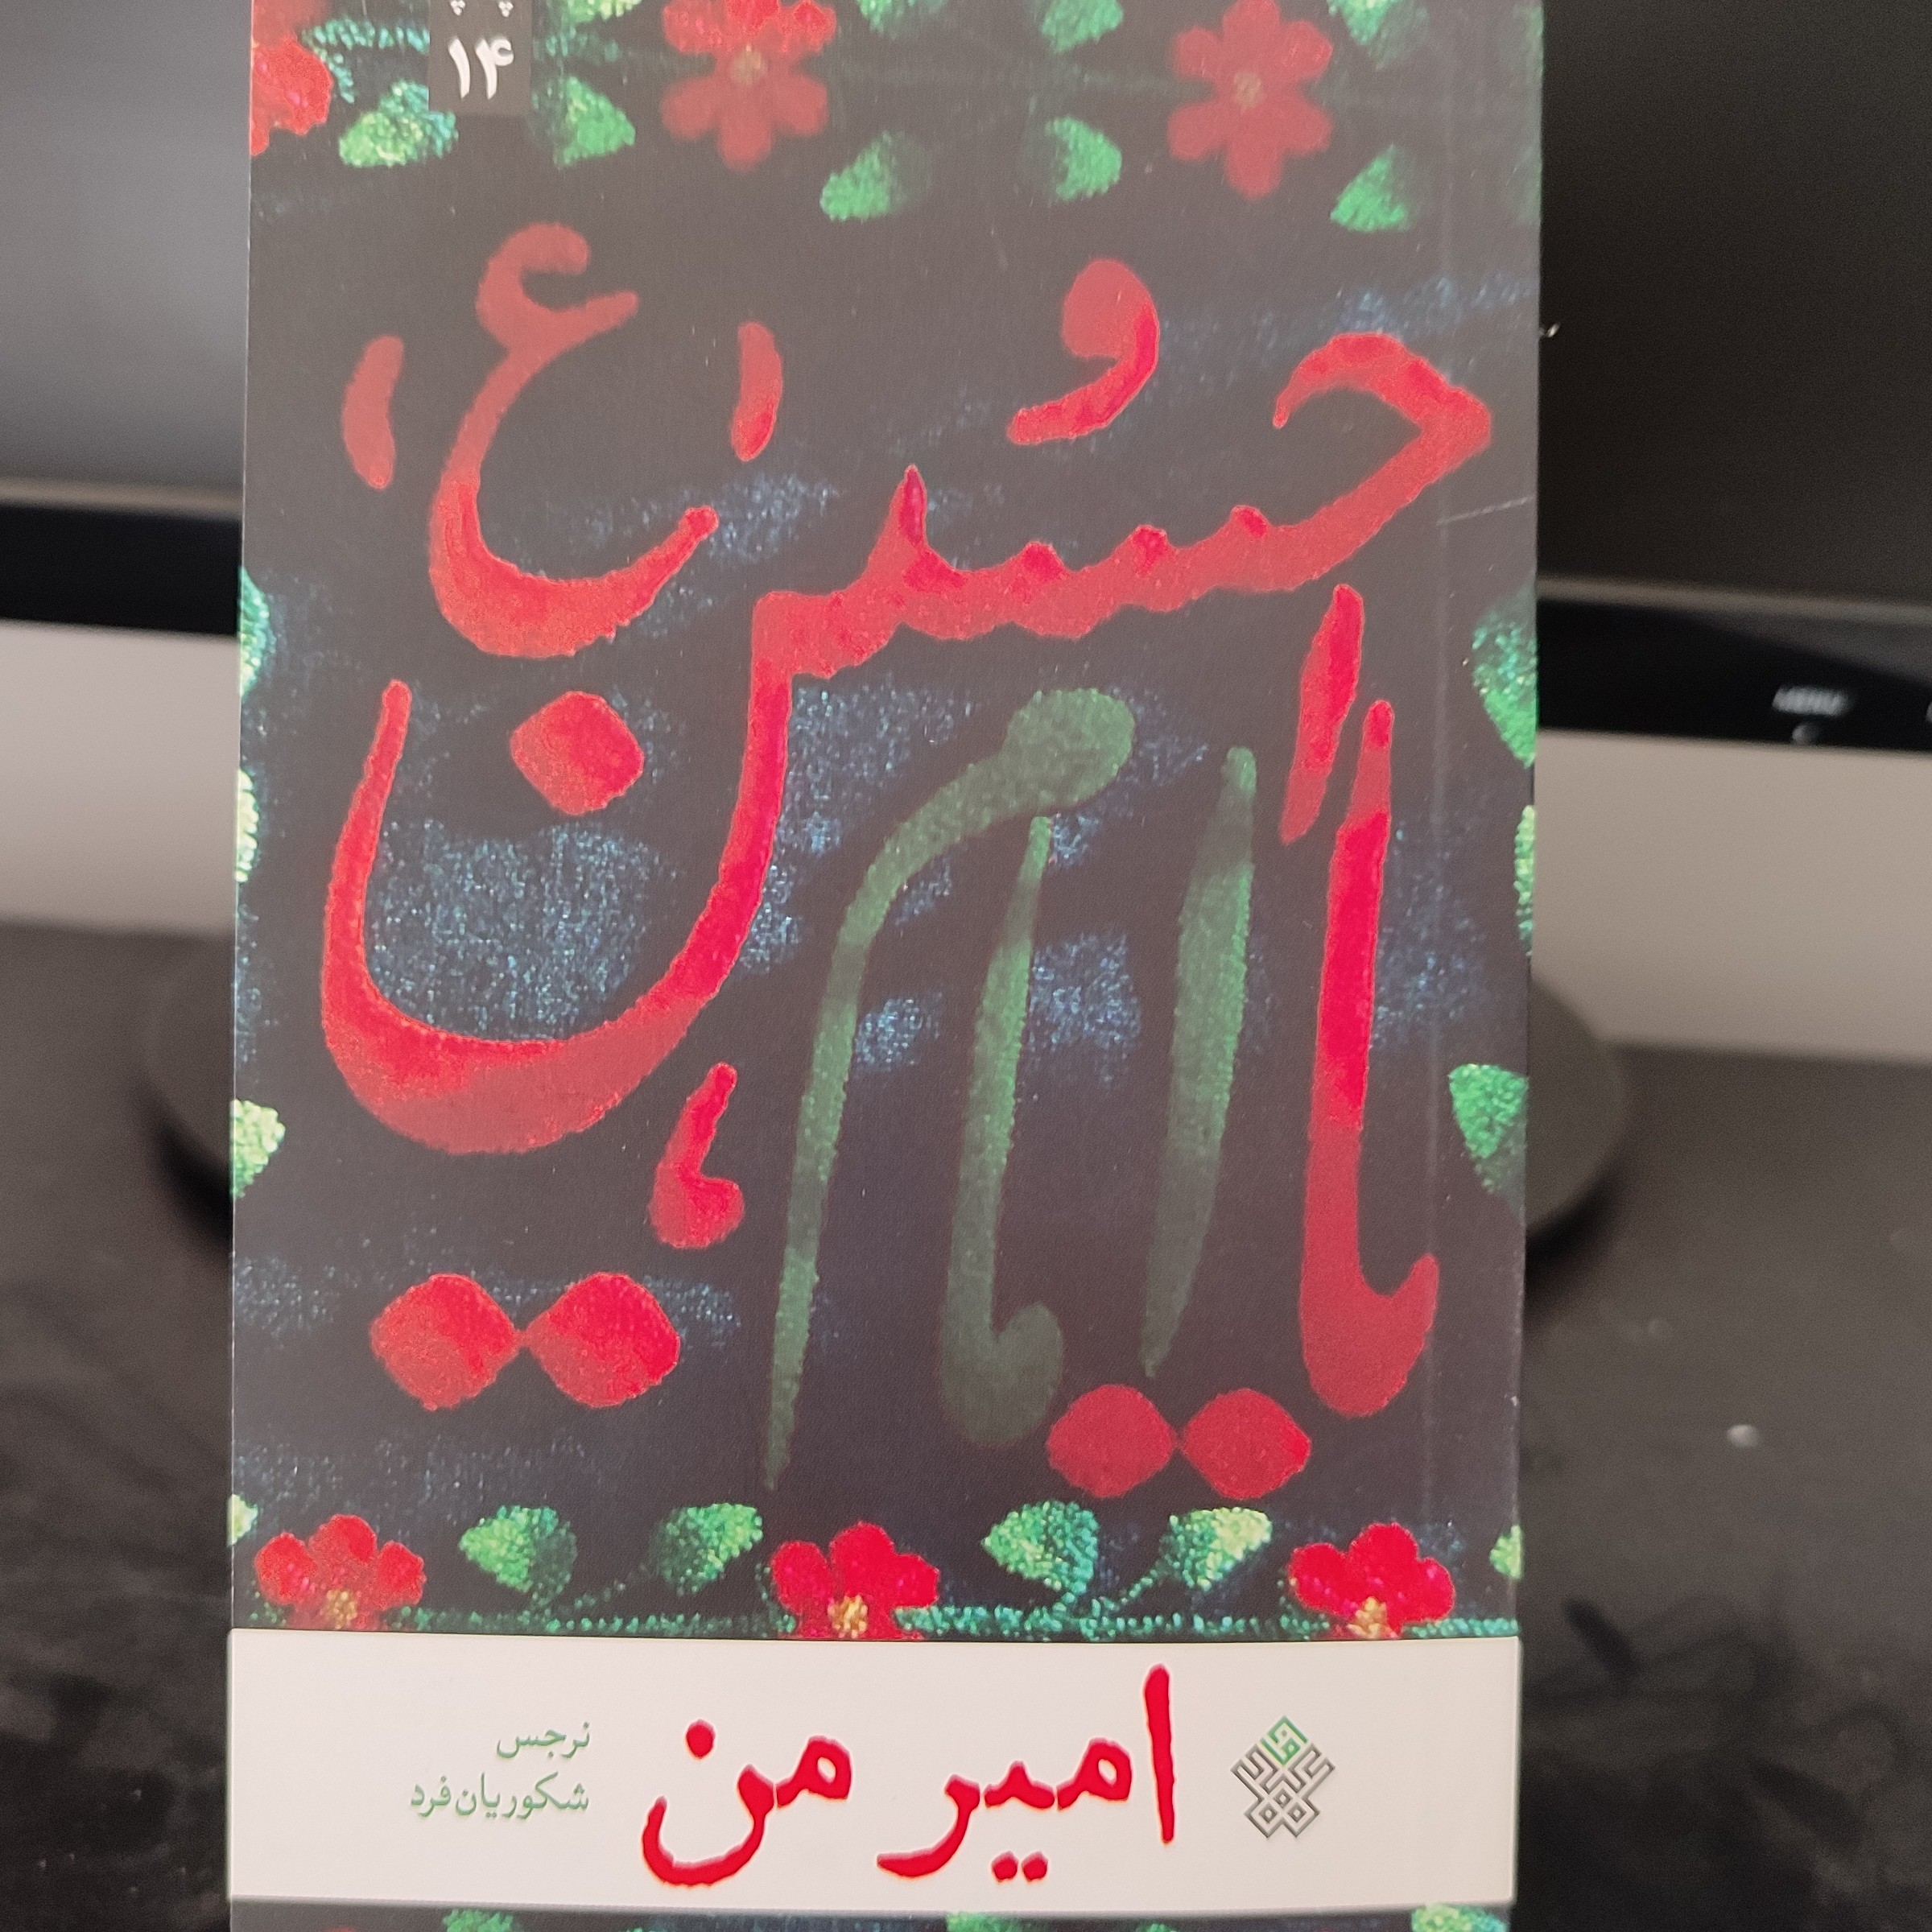 ۱۴
یا امام حسین ع
امیر من
نرجس
شکوریان‌فرد